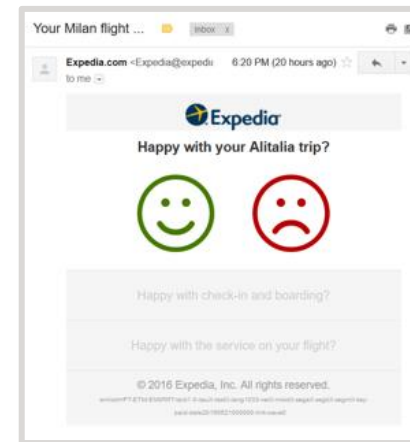 Your Milan flight ...
Inbox x
Expedia.com <Expedia@expedia 6:20 PM (20 hours ago)
to me
Expedia
Happy with your Alitalia trip?
Happy with check-in and boarding?
Happy with the service on your flight?
© 2016 Expedia, Inc. All rights reserved.